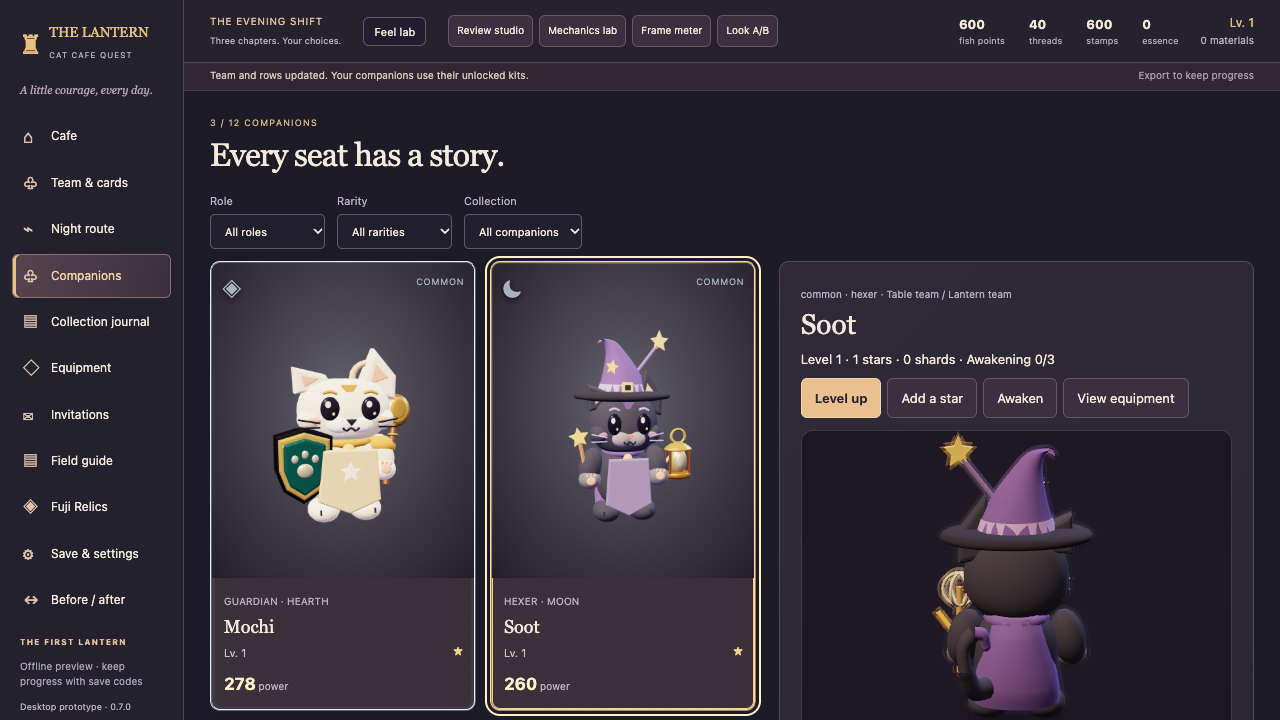 THE LANTERN
CAT CAFE QUEST
A little courage, every day.
Cafe
Team & cards
Night route
Companions
Collection journal
Equipment
Invitations
Field guide
Fuji Relics
Save & settings
Before / after
THE FIRST LANTERN
Offline preview · keep
progress with save codes
Desktop prototype · 0.7.0
THE EVENING SHIFT
Three chapters. Your choices.
Feel lab
Review studio
Mechanics lab
Frame meter
Look A/B
600
fish points
40
threads
600
stamps
0
essence
Lv. 1
0 materials
Team and rows updated. Your companions use their unlocked kits.
Export to keep progress
3 / 12 COMPANIONS
Every seat has a story.
Role
Rarity
Collection
All roles
All rarities
All companions
COMMON
GUARDIAN · HEARTH
Mochi
Lv. 1
278 power
COMMON
HEXER · MOON
Soot
Lv. 1
260 power
common · hexer · Table team / Lantern team
Soot
Level 1 · 1 stars · 0 shards · Awakening 0/3
Level up
Add a star
Awaken
View equipment